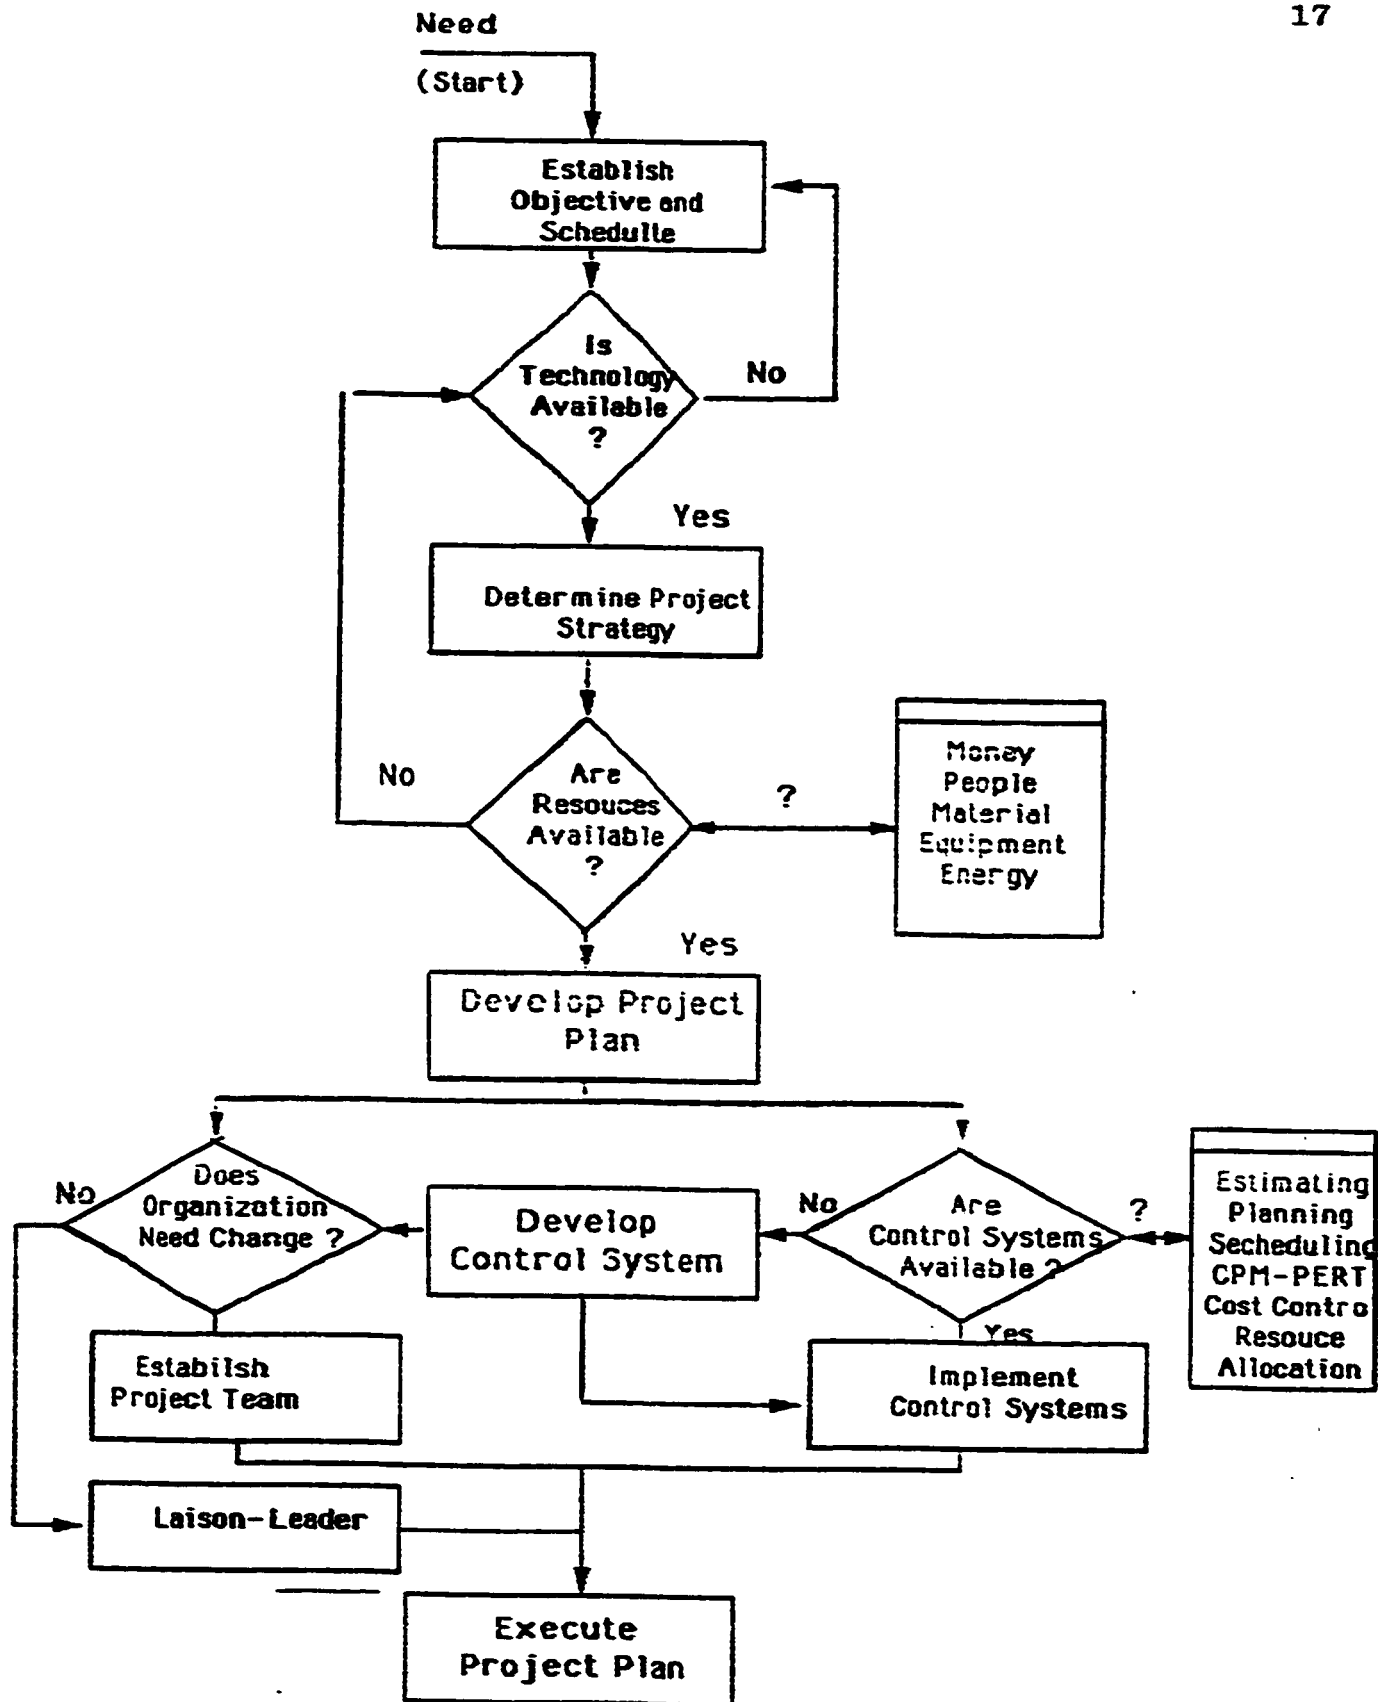 17
Need
(Start)
Establish
Objective and
Schedulle
Is
Technology
Available
?
No
Yes
Determine Project
Strategy
No
Are
Resouces
Available
?
?
Money
People
Material
Equipment
Energy
Yes
Develop Project
Plan
No
Does
Organization
Need Change ?
Develop
Control System
No
Are
Control Systems
Available ?
?
Estimating
Planning
Secheduling
CPM-PERT
Cost Contro
Resouce
Allocation
Yes
Estabilsh
Project Team
Implement
Control Systems
Laison-Leader
Execute
Project Plan